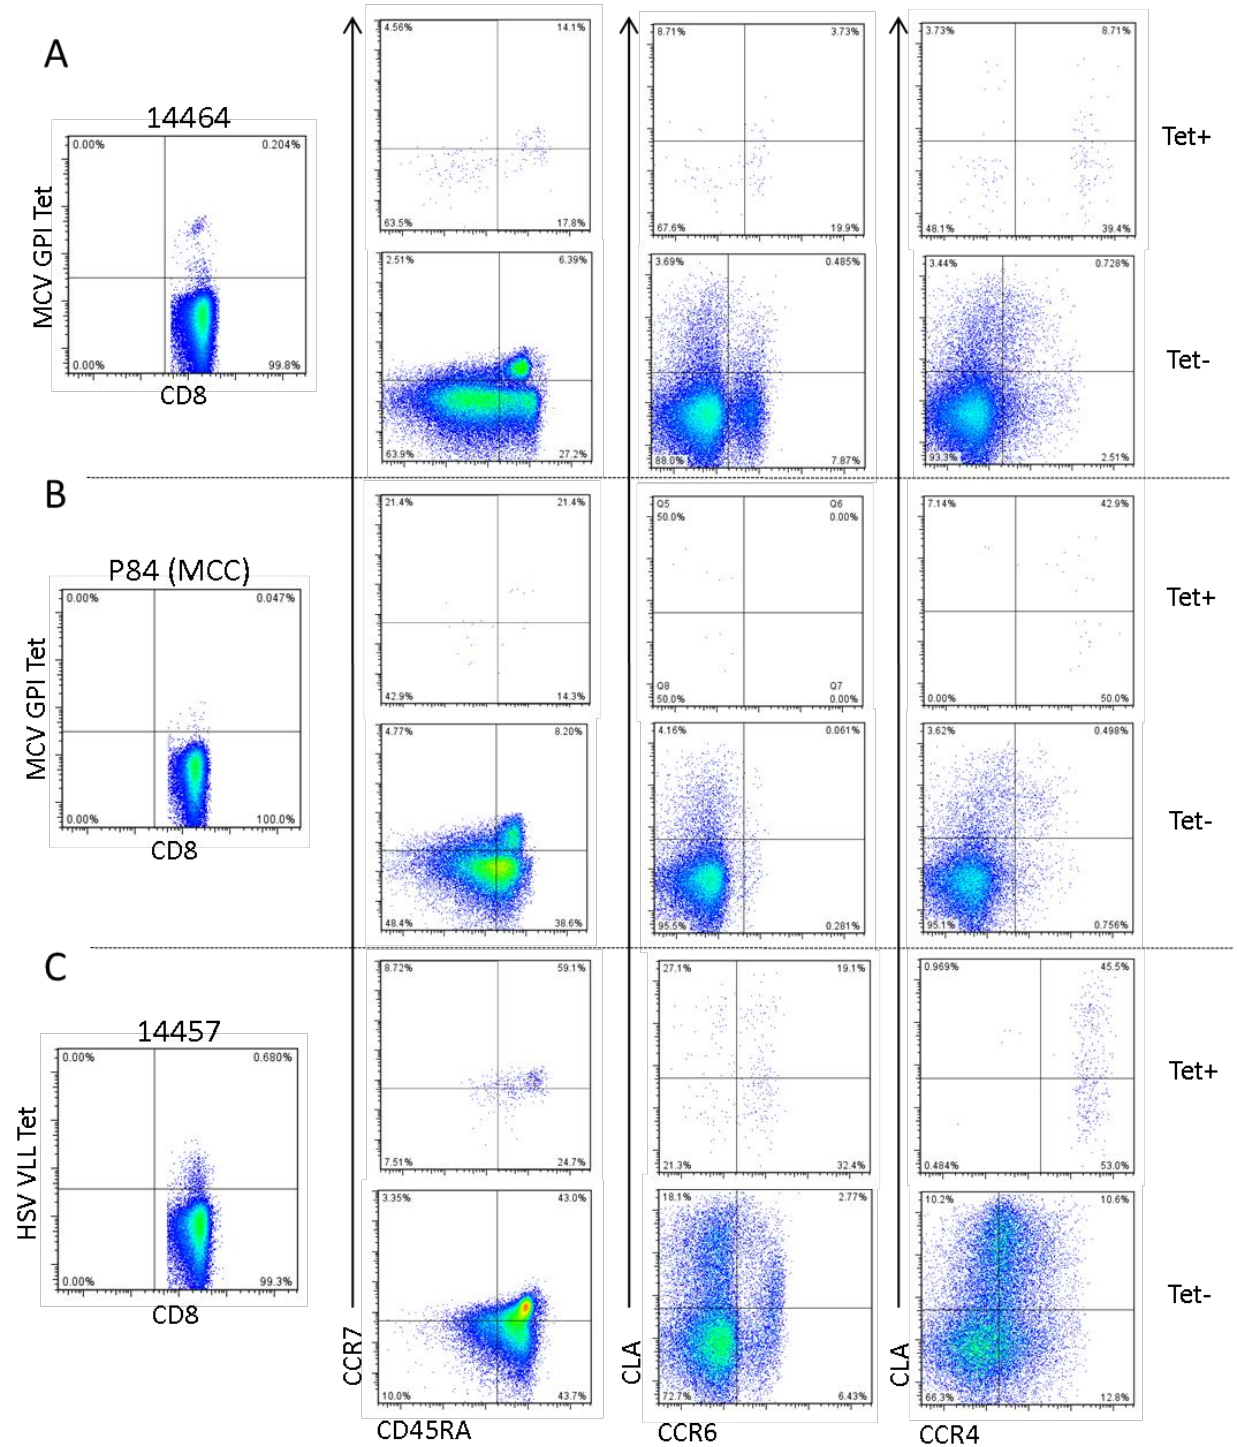 A
14464
MCV GPI Tet
0.00% 0.204%
0.00% 99.8%
CD8
4.56% 14.1%
63.5% 17.8%
8.71% 3.73%
67.6% 19.9%
3.73% 8.71%
48.1% 39.4%
Tet+
2.51% 6.39%
63.9% 27.2%
3.69% 0.485%
88.0% 7.87%
3.44% 0.728%
93.3% 2.51%
Tet-
B
P84 (MCC)
MCV GPI Tet
0.00% 0.047%
0.00% 100.0%
CD8
21.4% 21.4%
42.9% 14.3%
Q5 Q6
50.0% 0.00%
Q8 Q7
50.0% 0.00%
7.14% 42.9%
0.00% 50.0%
Tet+
4.77% 8.20%
48.4% 38.6%
4.16% 0.061%
95.5% 0.281%
3.62% 0.498%
95.1% 0.756%
Tet-
C
14457
HSV VLL Tet
0.00% 0.680%
0.00% 99.3%
CD8
8.72% 59.1%
7.51% 24.7%
27.1% 19.1%
21.3% 32.4%
0.969% 45.5%
0.484% 53.0%
Tet+
3.35% 43.0%
10.0% 43.7%
18.1% 2.77%
72.7% 6.43%
10.2% 10.6%
66.3% 12.8%
Tet-
CCR7
CLA
CLA
CD45RA
CCR6
CCR4